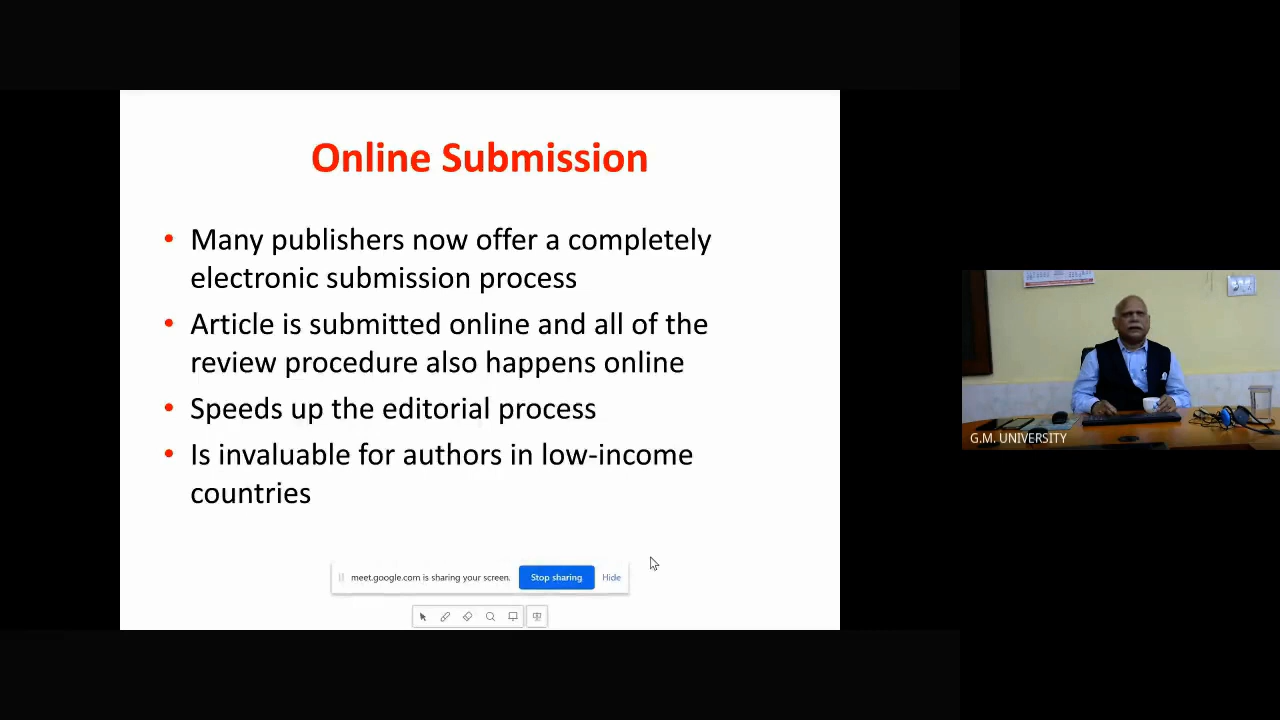 Online Submission
• Many publishers now offer a completely
electronic submission process
• Article is submitted online and all of the
review procedure also happens online
• Speeds up the editorial process
• Is invaluable for authors in low-income
countries
meet.google.com is sharing your screen.
Stop sharing
Hide
G.M. UNIVERSITY